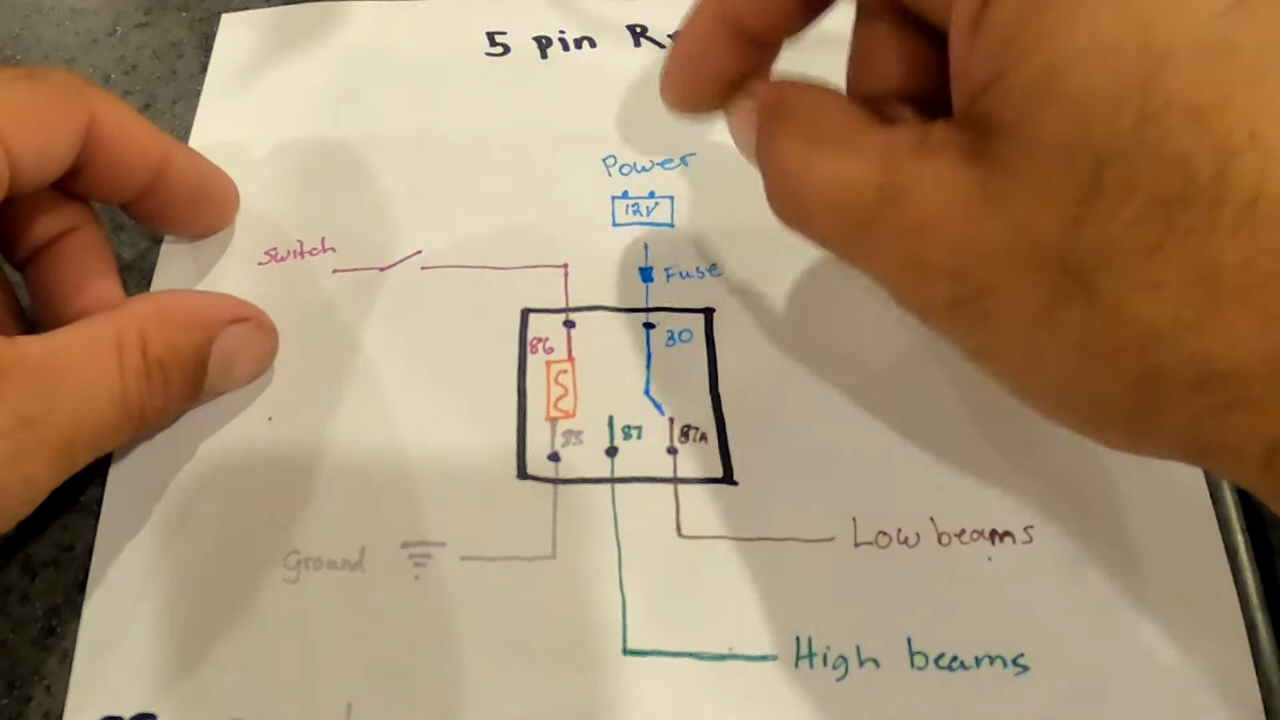 5 pin
Power
12V
Switch
Fuse
86
30
85
87
87A
Ground
Low beams
High beams